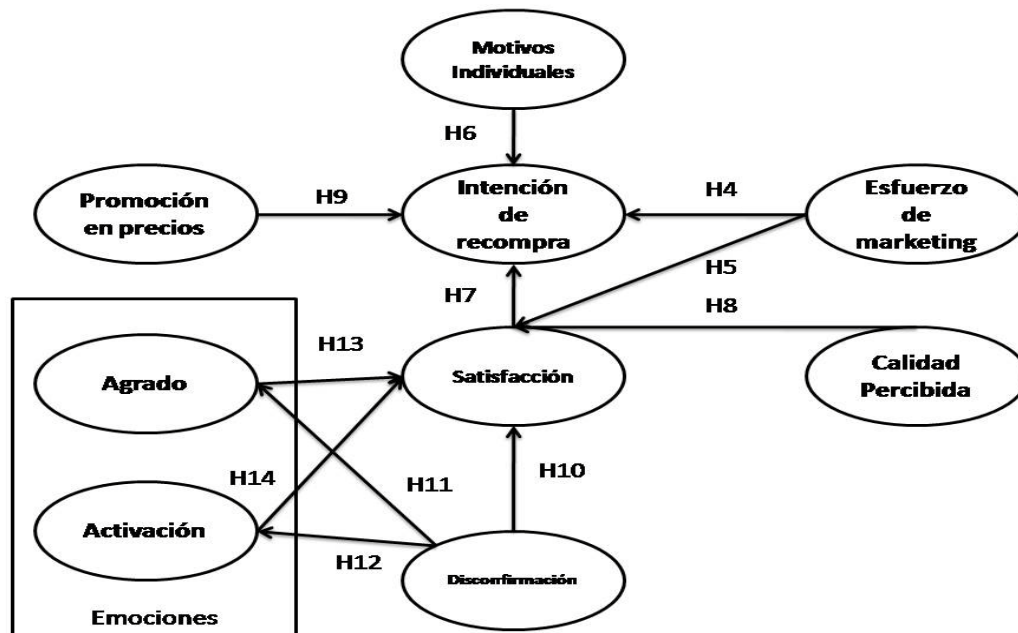 Motivos
Individuales
H6
Promoción
en precios
H9
Intención
de
recompra
H4
Esfuerzo
de
marketing
H5
H7
H8
H13
Agrado
Satisfacción
Calidad
Percibida
H14
H11
H10
Activación
H12
Disconfirmación
Emociones